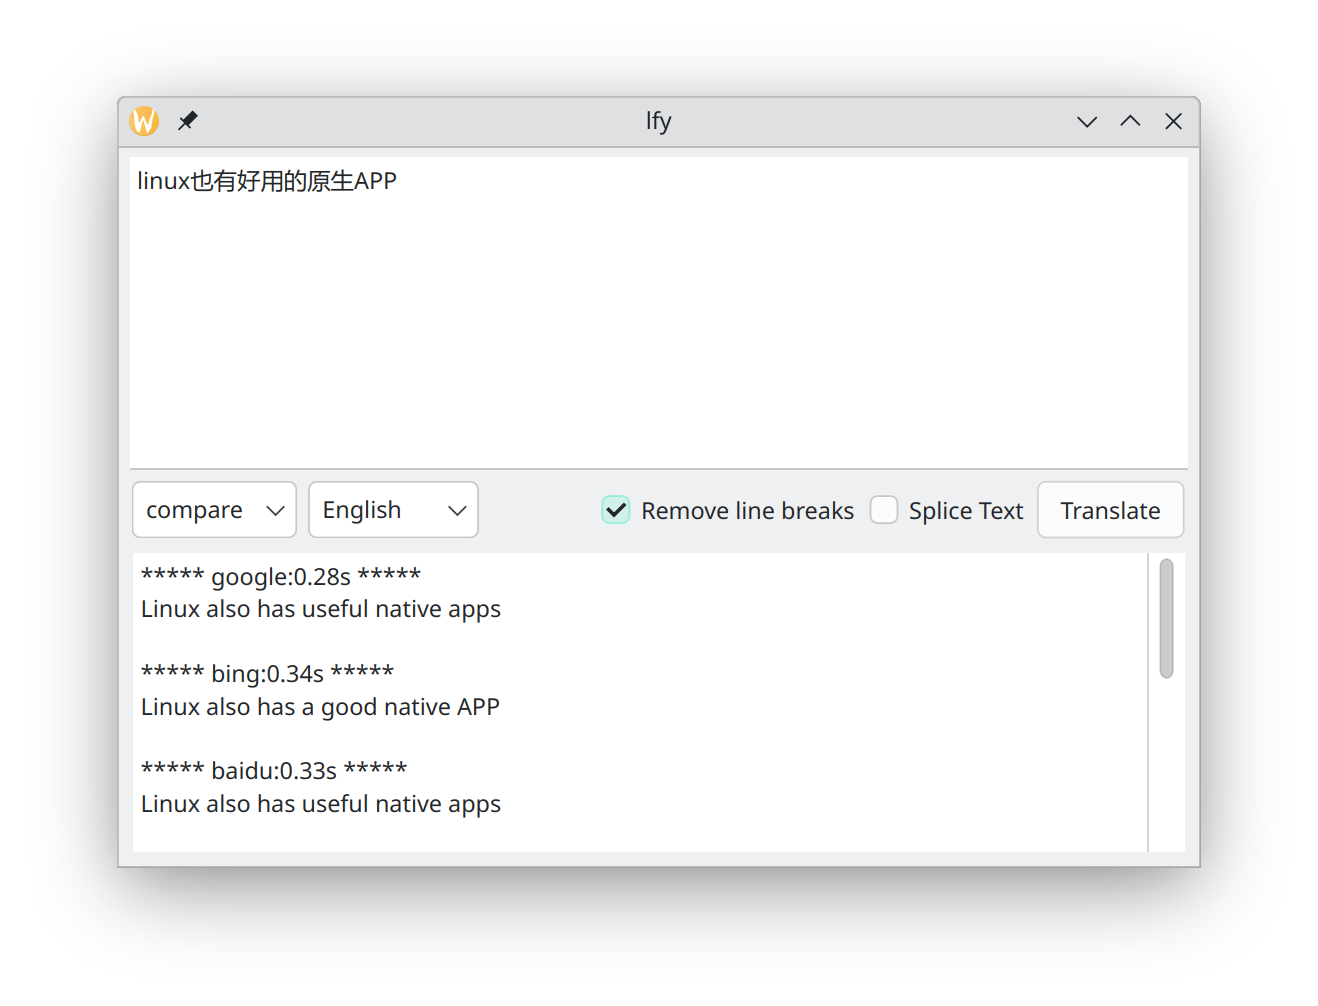 lfy
linux也有好用的原生APP
compare English Remove line breaks Splice Text Translate
***** google:0.28s *****
Linux also has useful native apps
***** bing:0.34s *****
Linux also has a good native APP
***** baidu:0.33s *****
Linux also has useful native apps